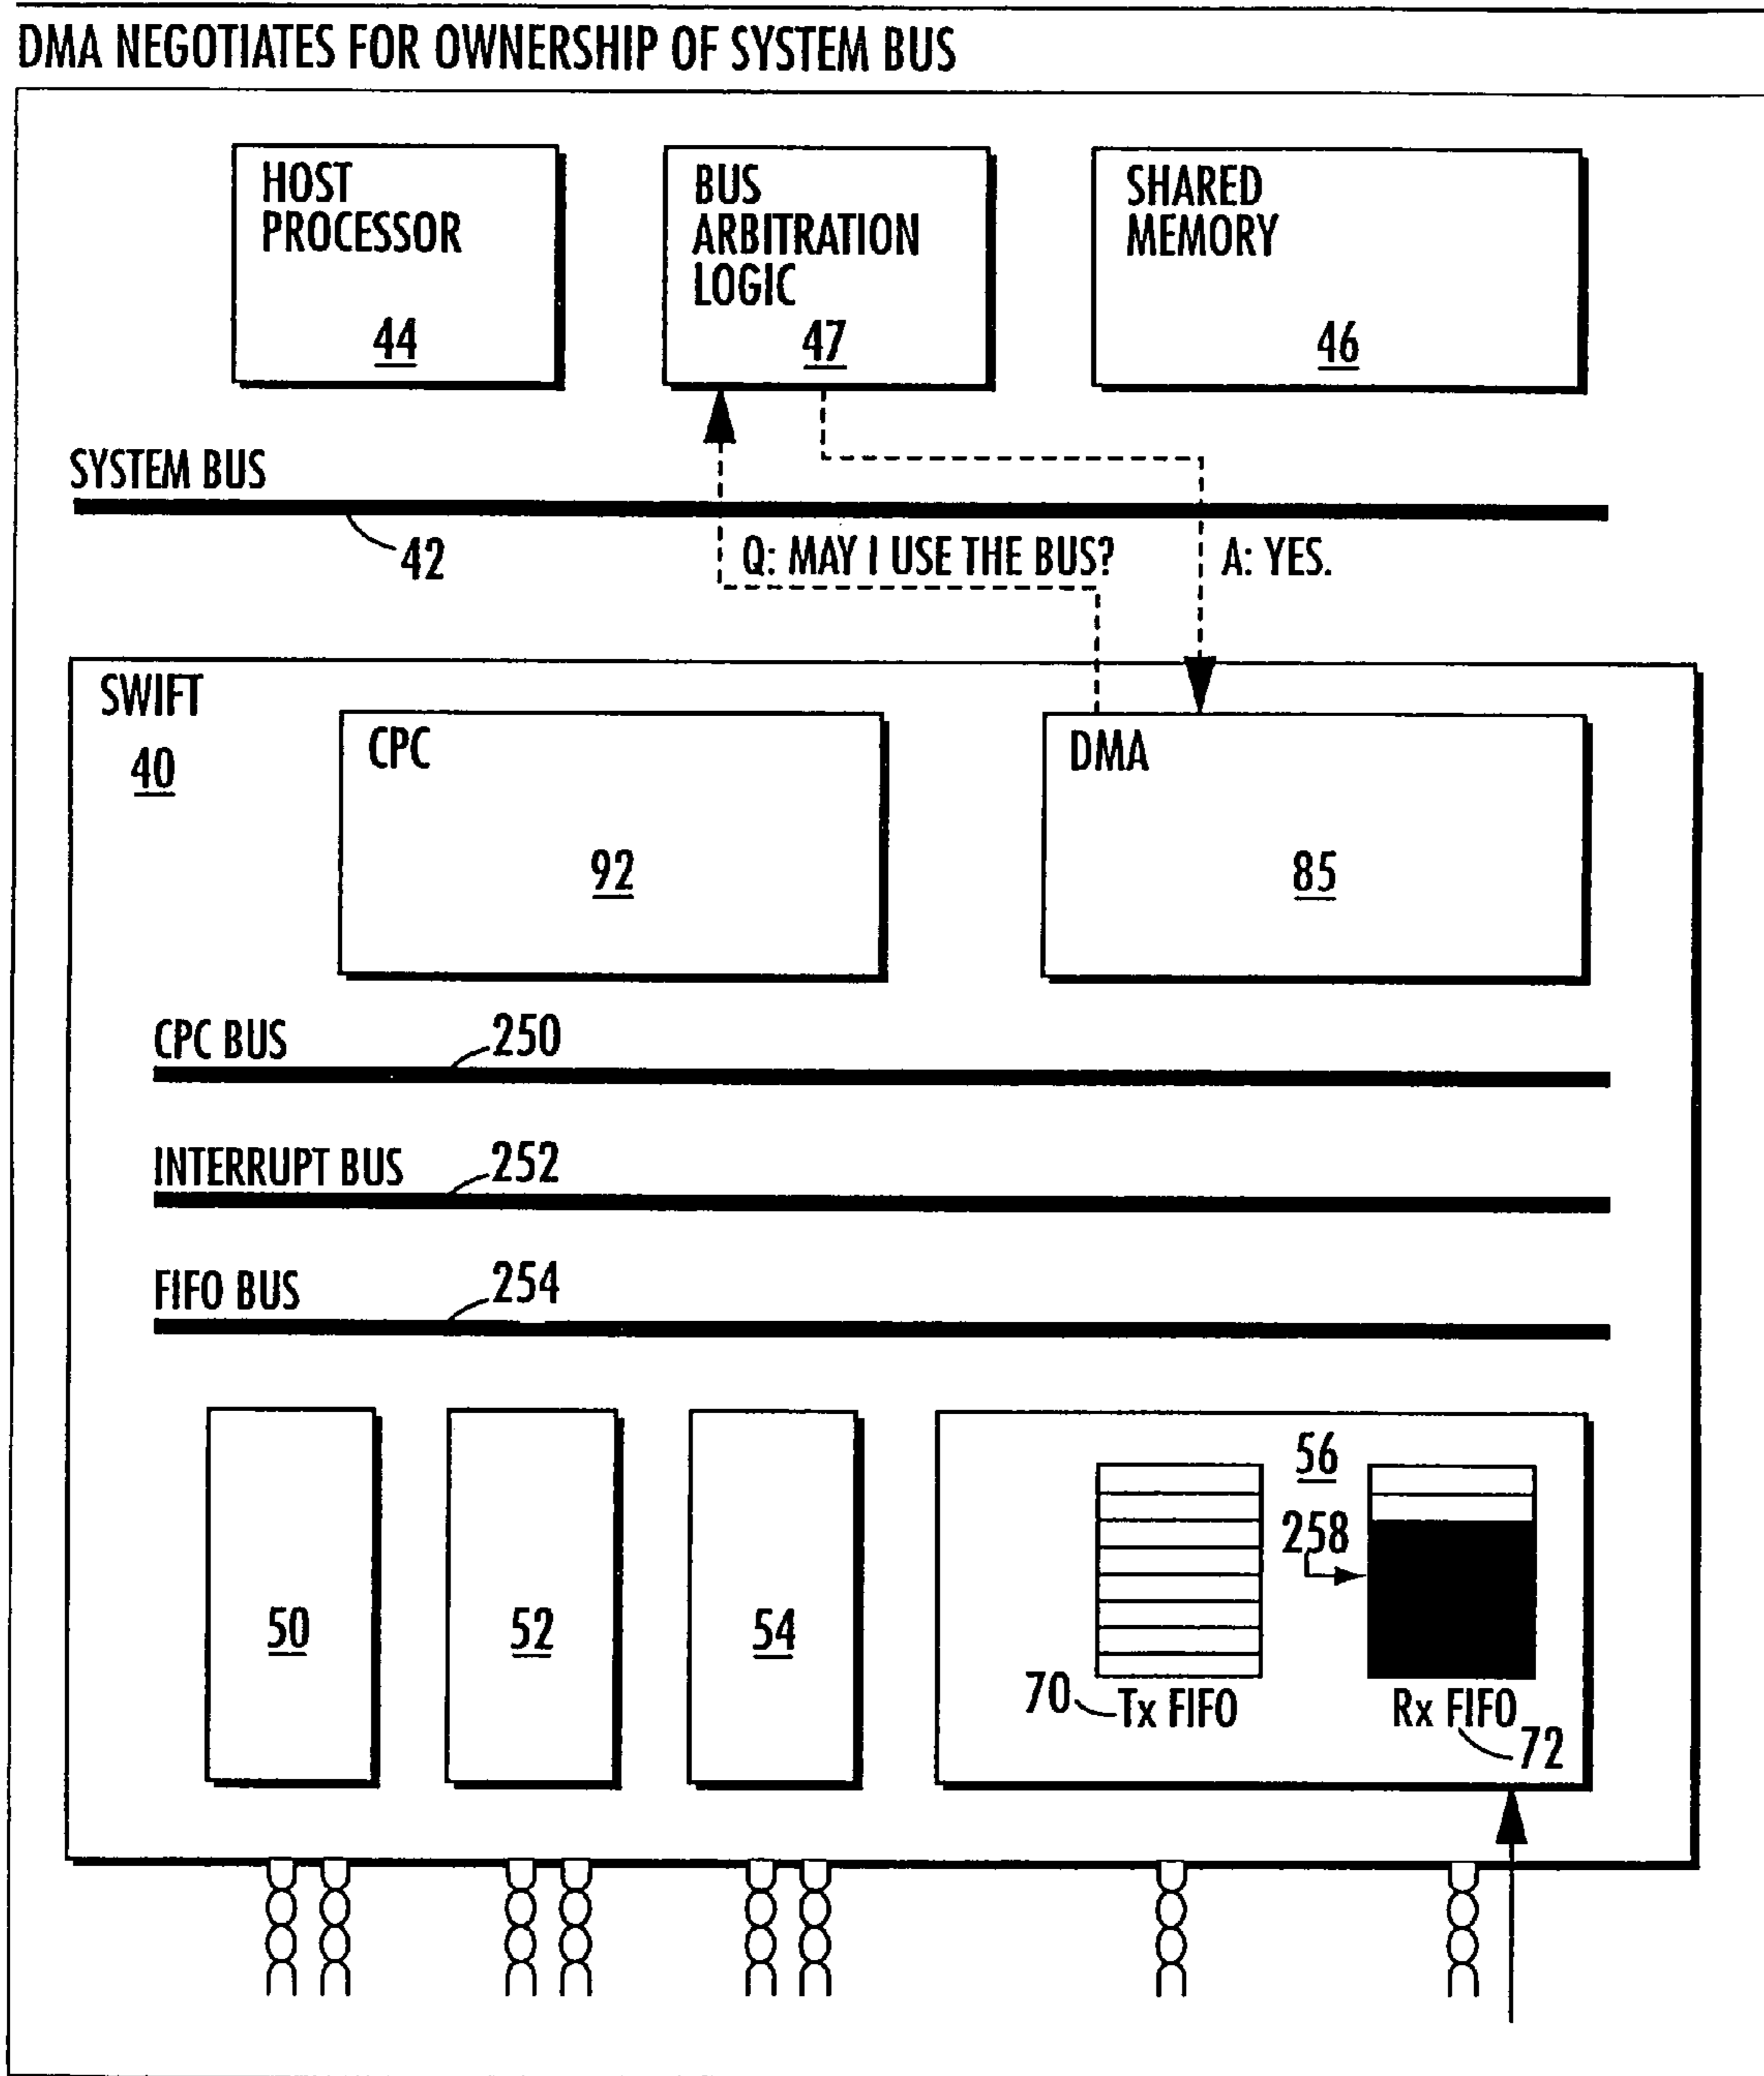 DMA NEGOTIATES FOR OWNERSHIP OF SYSTEM BUS
HOST
PROCESSOR
44
BUS
ARBITRATION
LOGIC
47
SHARED
MEMORY
46
SYSTEM BUS
42
Q: MAY I USE THE BUS?
A: YES.
SWIFT
40
CPC
92
DMA
85
CPC BUS
250
INTERRUPT BUS
252
FIFO BUS
254
50
52
54
56
258
70
Tx FIFO
Rx FIFO
72